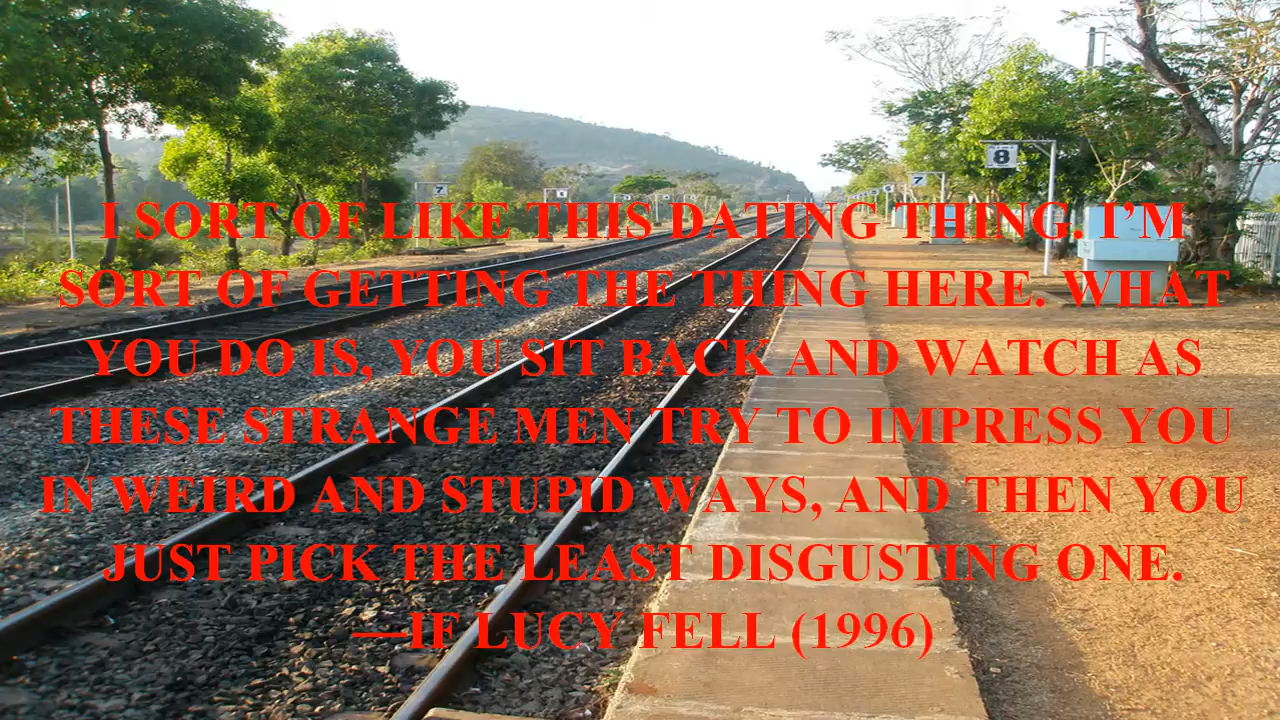 8
7
7
I SORT OF LIKE THIS DATING THING. I’M
SORT OF GETTING THE THING HERE. WHAT
YOU DO IS, YOU SIT BACK AND WATCH AS
THESE STRANGE MEN TRY TO IMPRESS YOU
IN WEIRD AND STUPID WAYS, AND THEN YOU
JUST PICK THE LEAST DISGUSTING ONE.
—IF LUCY FELL (1996)